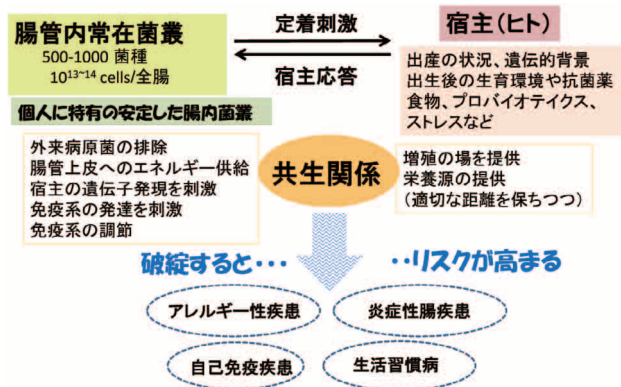 腸管内常在菌叢
500-1000 菌種
10^13~14 cells/全腸
定着刺激
宿主応答
宿主(ヒト)
出産の状況、遺伝的背景
出生後の生育環境や抗菌薬
食物、プロバイオテイクス、
ストレスなど
個人に特有の安定した腸内菌叢
外来病原菌の排除
腸管上皮へのエネルギー供給
宿主の遺伝子発現を刺激
免疫系の発達を刺激
免疫系の調節
共生関係
増殖の場を提供
栄養源の提供
(適切な距離を保ちつつ)
破綻すると・・・
・・リスクが高まる
アレルギー性疾患
炎症性腸疾患
自己免疫疾患
生活習慣病